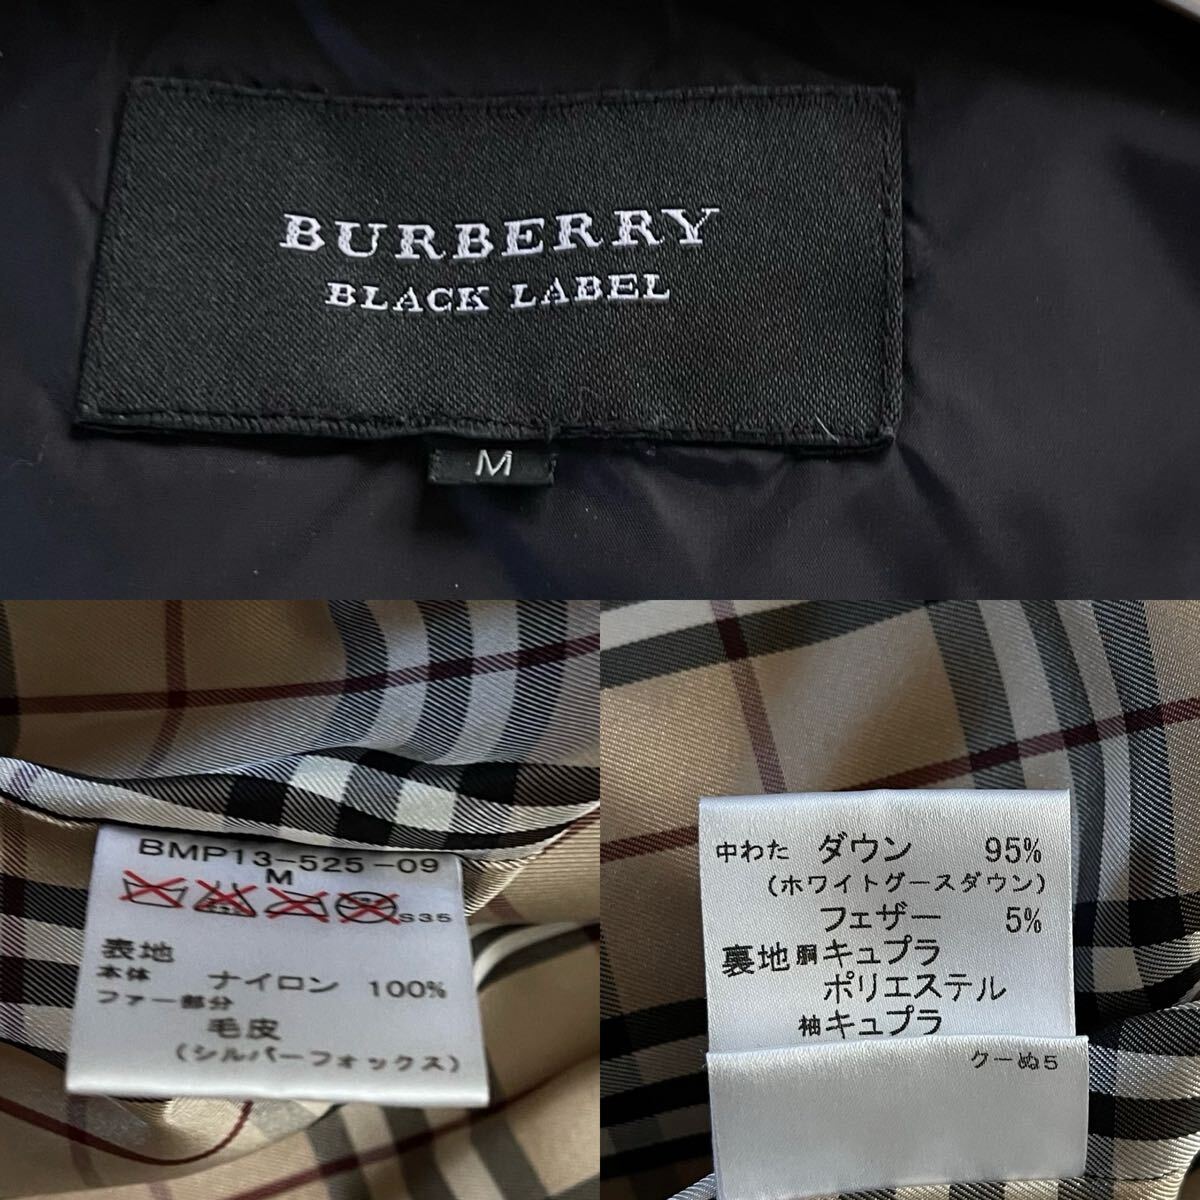 BURBERRY
BLACK LABEL
M
BMP13-525-09
M
S35
表地
本体 ナイロン 100%
ファー部分
毛皮
(シルバーフォックス)
中わた ダウン 95%
(ホワイトグースダウン)
フェザー 5%
裏地 胴 キュプラ
ポリエステル
袖 キュプラ
クーぬ5